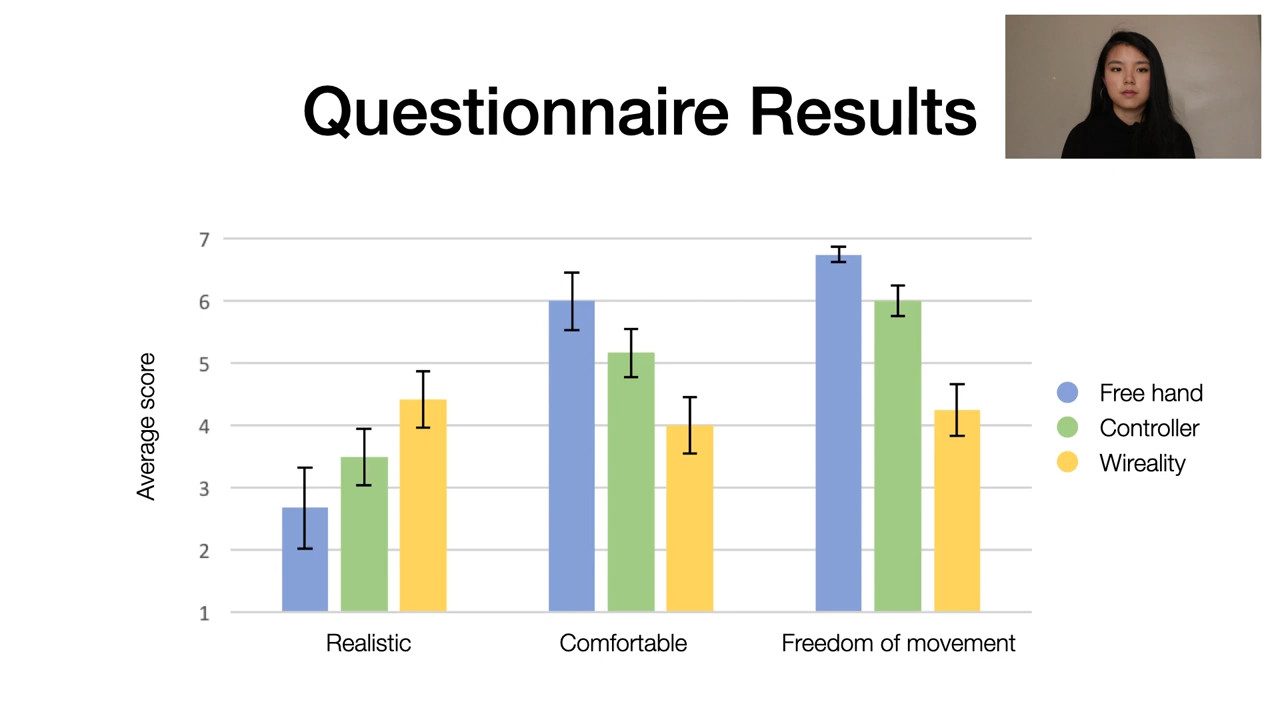 Questionnaire Results
7
6
5
4
3
2
1
Average score
Realistic
Comfortable
Freedom of movement
Free hand
Controller
Wireality